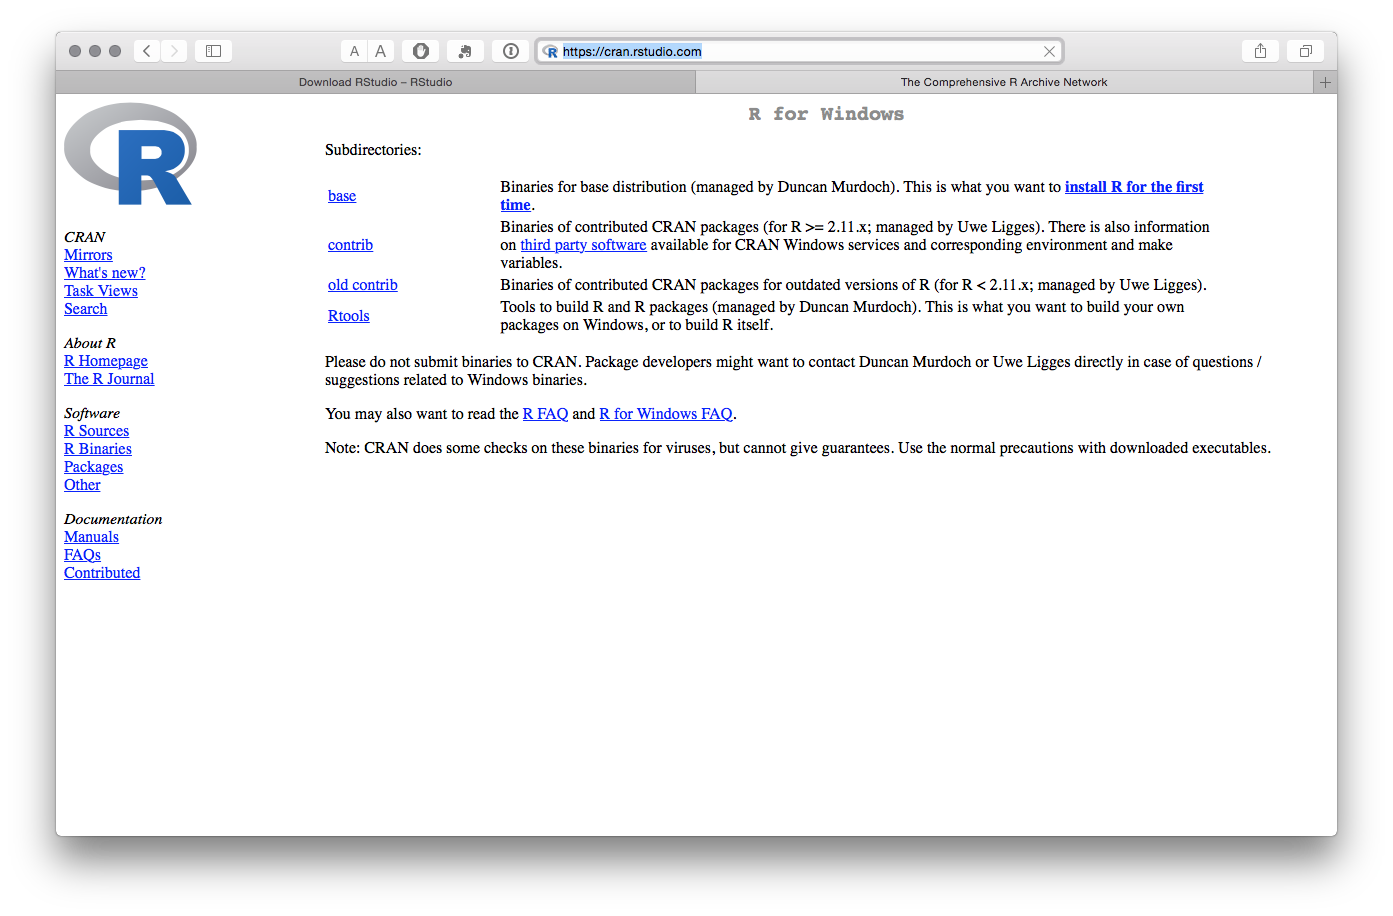 A A
https://cran.rstudio.com
Download RStudio – RStudio
The Comprehensive R Archive Network
R
CRAN
Mirrors
What's new?
Task Views
Search
About R
R Homepage
The R Journal
Software
R Sources
R Binaries
Packages
Other
Documentation
Manuals
FAQs
Contributed
R for Windows
Subdirectories:
base
Binaries for base distribution (managed by Duncan Murdoch). This is what you want to install R for the first
time.
contrib
Binaries of contributed CRAN packages (for R >= 2.11.x; managed by Uwe Ligges). There is also information
on third party software available for CRAN Windows services and corresponding environment and make
variables.
old contrib
Binaries of contributed CRAN packages for outdated versions of R (for R < 2.11.x; managed by Uwe Ligges).
Rtools
Tools to build R and R packages (managed by Duncan Murdoch). This is what you want to build your own
packages on Windows, or to build R itself.
Please do not submit binaries to CRAN. Package developers might want to contact Duncan Murdoch or Uwe Ligges directly in case of questions /
suggestions related to Windows binaries.
You may also want to read the R FAQ and R for Windows FAQ.
Note: CRAN does some checks on these binaries for viruses, but cannot give guarantees. Use the normal precautions with downloaded executables.